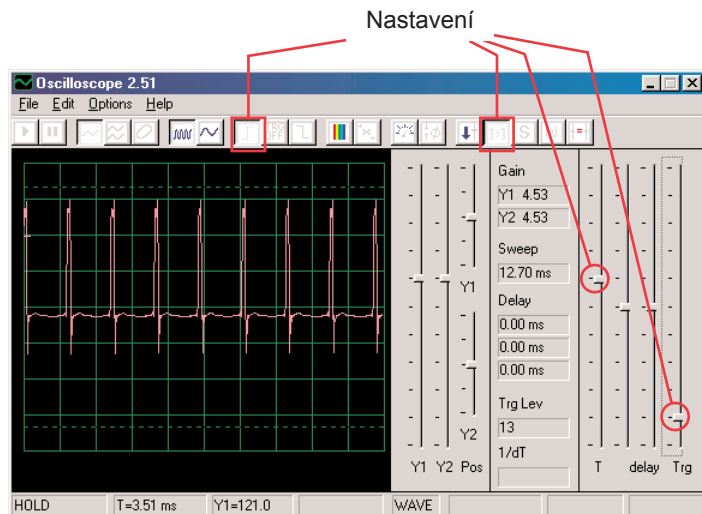 Nastavení
Oscilloscope 2.51
File Edit Options Help
Gain
Y1 4.53
Y2 4.53
Sweep
12.70 ms
Y1
Delay
0.00 ms
0.00 ms
0.00 ms
Trg Lev
13
Y2
1/dT
Y1 Y2 Pos
T delay Trg
HOLD T=3.51 ms Y1=121.0 WAVE